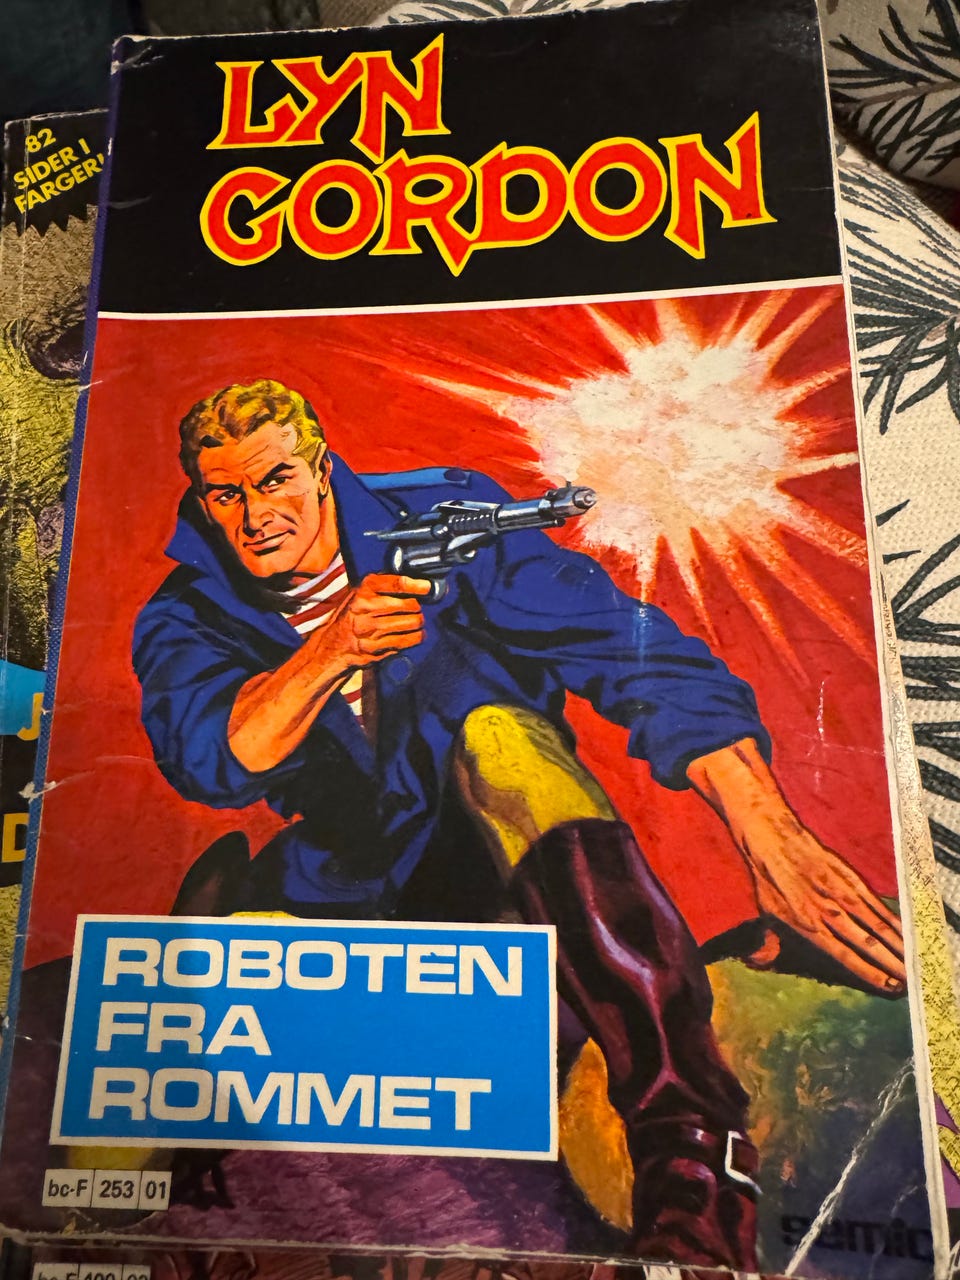 LYN
GORDON
82
SIDER I
FARGER!
J
D
ROBOTEN
FRA
ROMMET
bc-F 253 01
semic